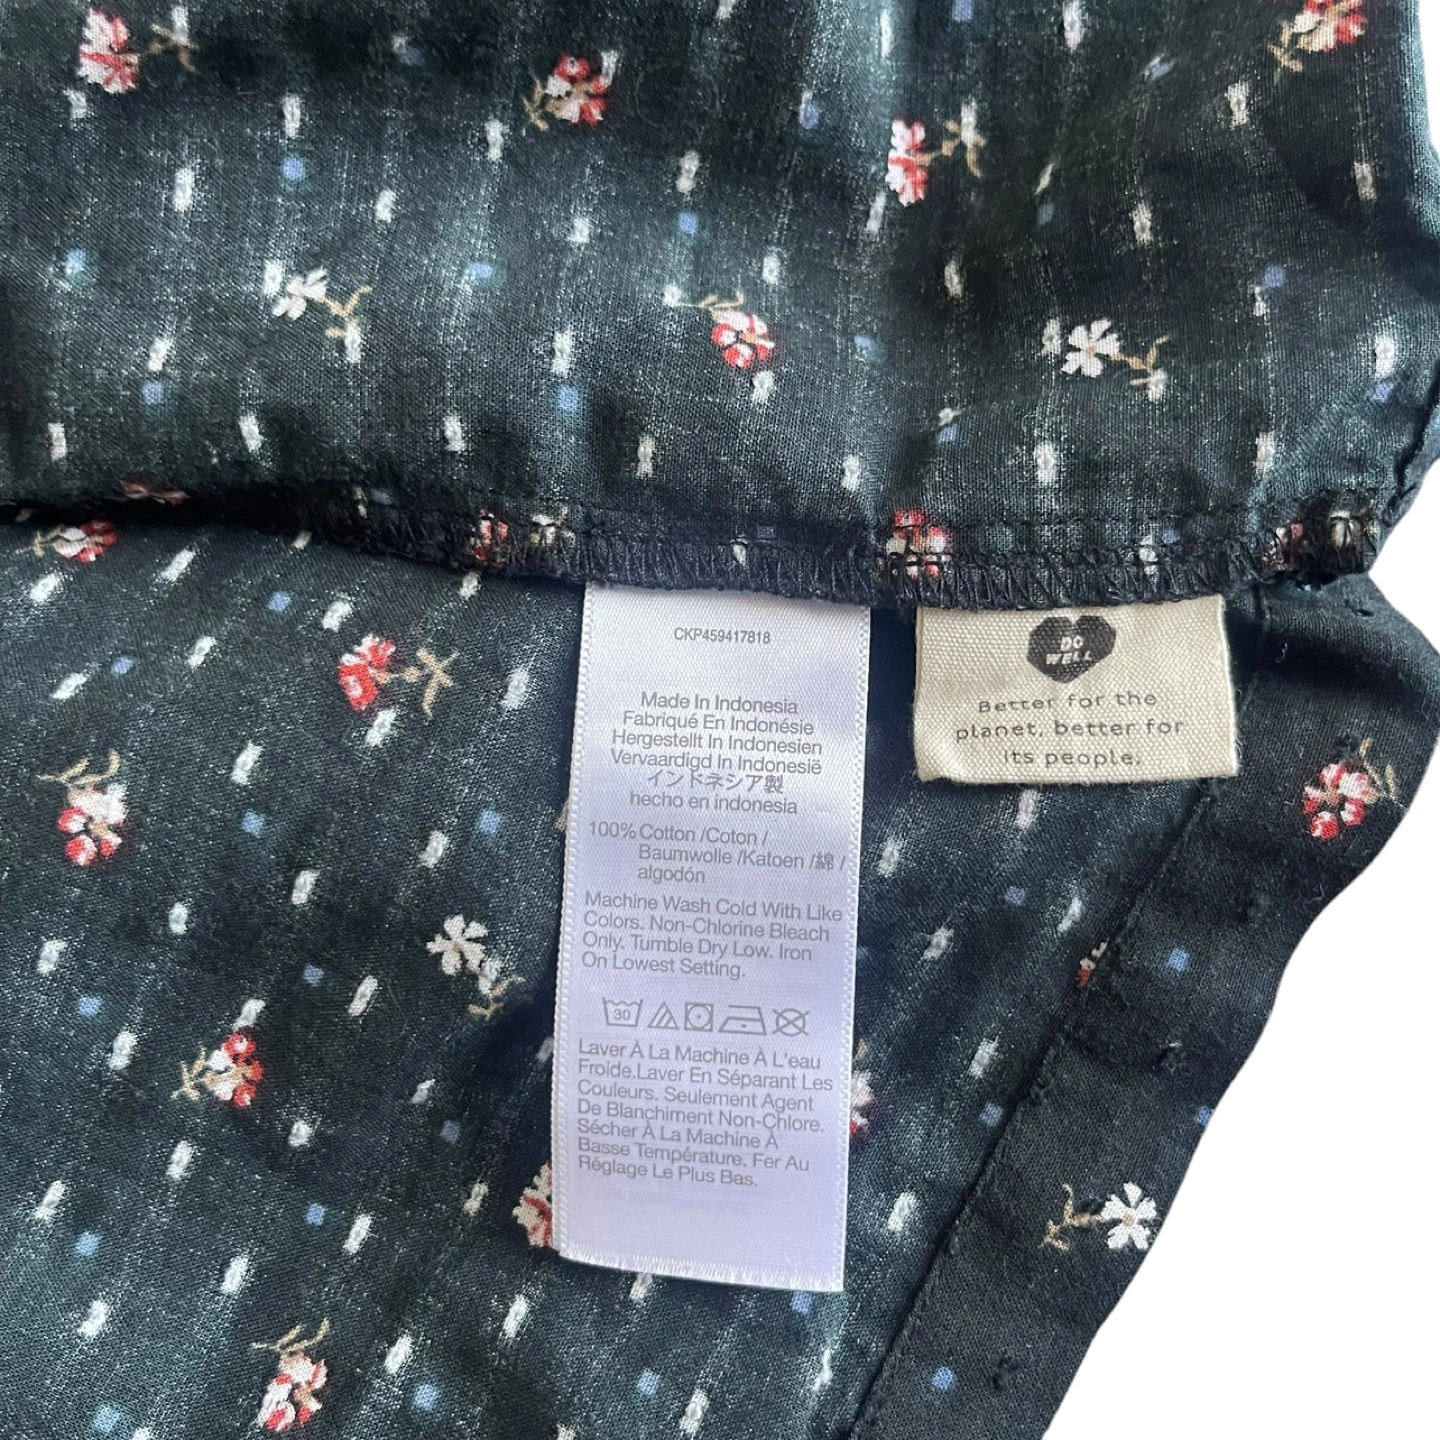 CKP459417818
Made In Indonesia
Fabriqué En Indonésie
Hergestellt In Indonesien
Vervaardigd In Indonesië
インドネシア製
hecho en indonesia
100% Cotton /Coton /
Baumwolle /Katoen /綿 /
algodón
Machine Wash Cold With Like
Colors. Non-Chlorine Bleach
Only. Tumble Dry Low. Iron
On Lowest Setting.
30
Laver À La Machine À L'eau
Froide.Laver En Séparant Les
Couleurs. Seulement Agent
De Blanchiment Non-Chlore.
Sécher À La Machine À
Basse Température. Fer Au
Réglage Le Plus Bas.
DO
WELL
Better for the
planet, better for
its people.